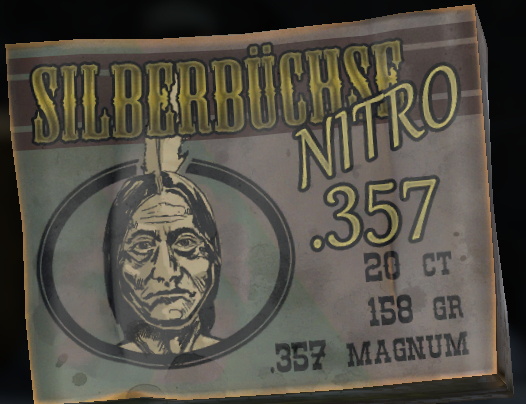 SILBERBÜCHSE
NITRO
.357
20 CT
158 GR
.357 MAGNUM